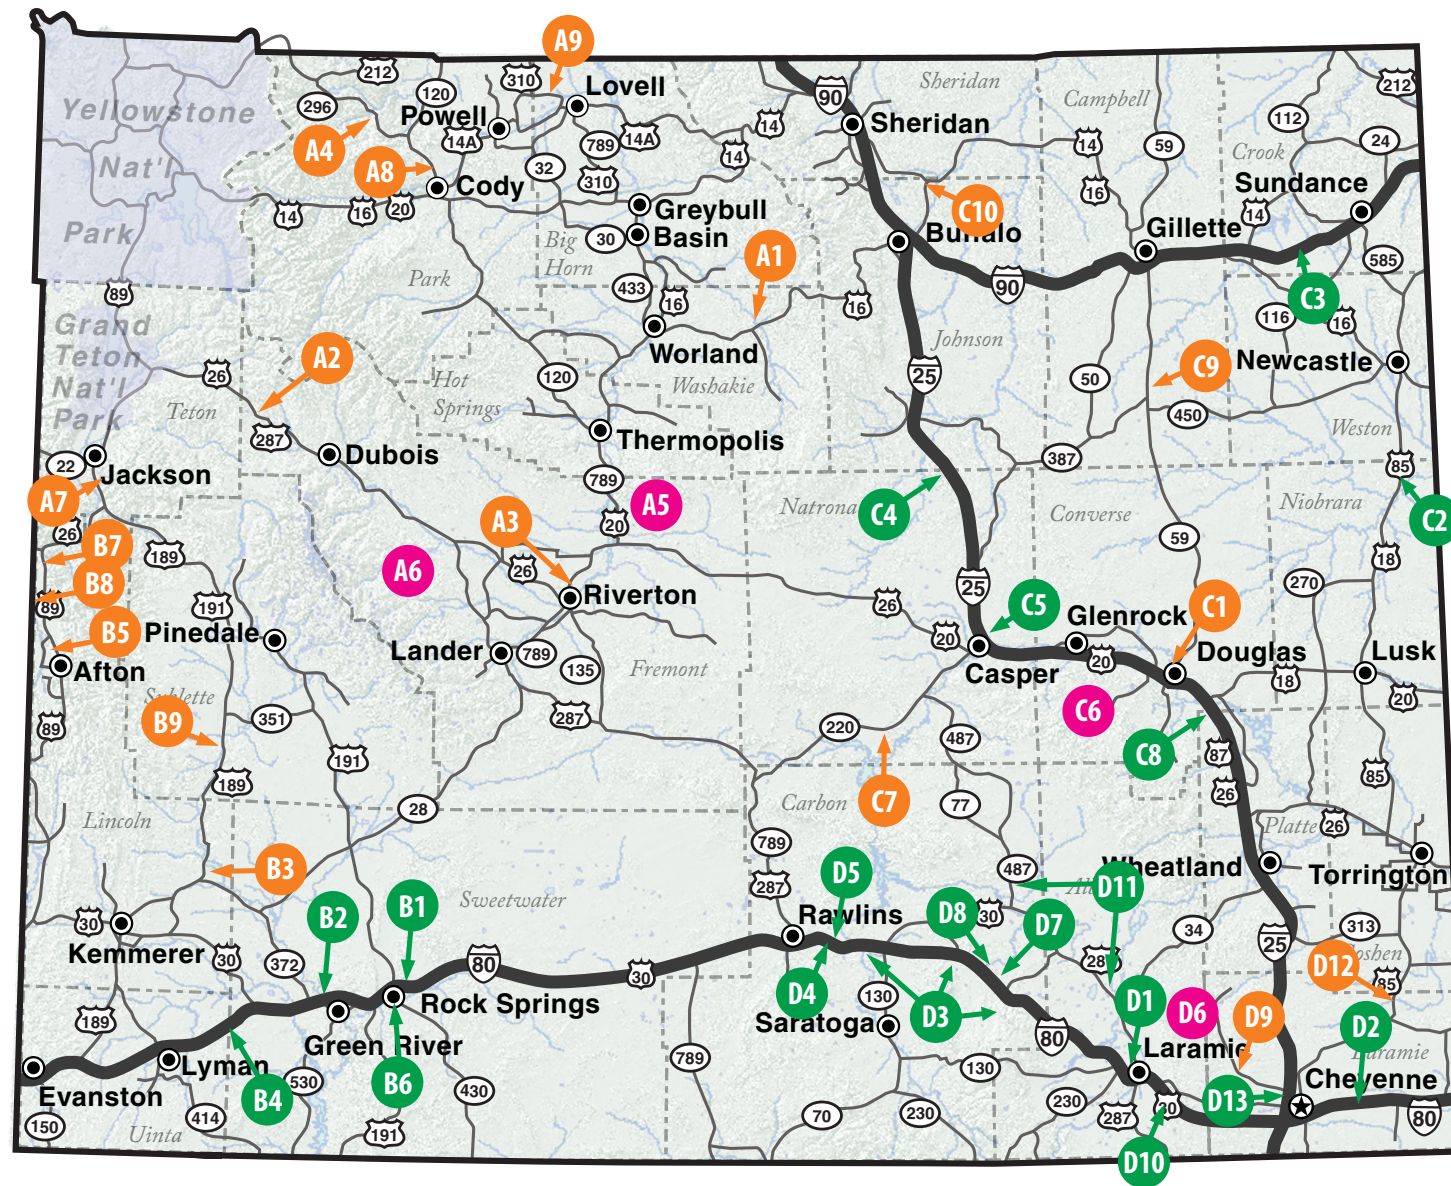 A9
212
310
Lovell
90
Sheridan
212
Yellowstone
296
120
Powell
Campbell
112
A4
14A
789
14A
14
Sheridan
14
59
24
Nat'l
A8
32
310
14
Crook
Cody
16
Sundance
14
16
20
Greybull
C10
14
Park
30
Basin
Buffalo
Gillette
Big
Horn
A1
585
Park
89
433
16
16
90
C3
Grand
116
16
Teton
A2
Worland
Johnson
Newcastle
Nat'l
26
Hot
Springs
120
Washakie
25
50
C9
Park
Teton
450
287
Thermopolis
Weston
Dubois
22
Jackson
387
85
A7
789
A5
Natrona
C4
Converse
Niobrara
C2
26
A3
20
B7
189
59
18
A6
26
B8
25
270
89
191
Riverton
26
C5
Glenrock
C1
B5
Pinedale
20
Lander
789
135
Fremont
Casper
20
Douglas
Lusk
Afton
18
20
Sublette
B9
351
287
220
C6
89
487
C8
87
191
189
85
26
28
Carbon
C7
77
Lincoln
Platte
26
789
B3
D5
487
Wheatland
Torrington
287
D11
Sweetwater
B2
B1
Rawlins
D8
30
D7
30
34
313
Kemmerer
25
30
372
80
30
287
Goshen
D12
85
D4
130
Rock Springs
D3
D1
D6
D9
189
Saratoga
80
D2
Green River
Laramie
Laramie
789
Lyman
130
530
B6
Cheyenne
Evanston
B4
430
D13
230
414
70
230
287
80
150
Uinta
191
D10